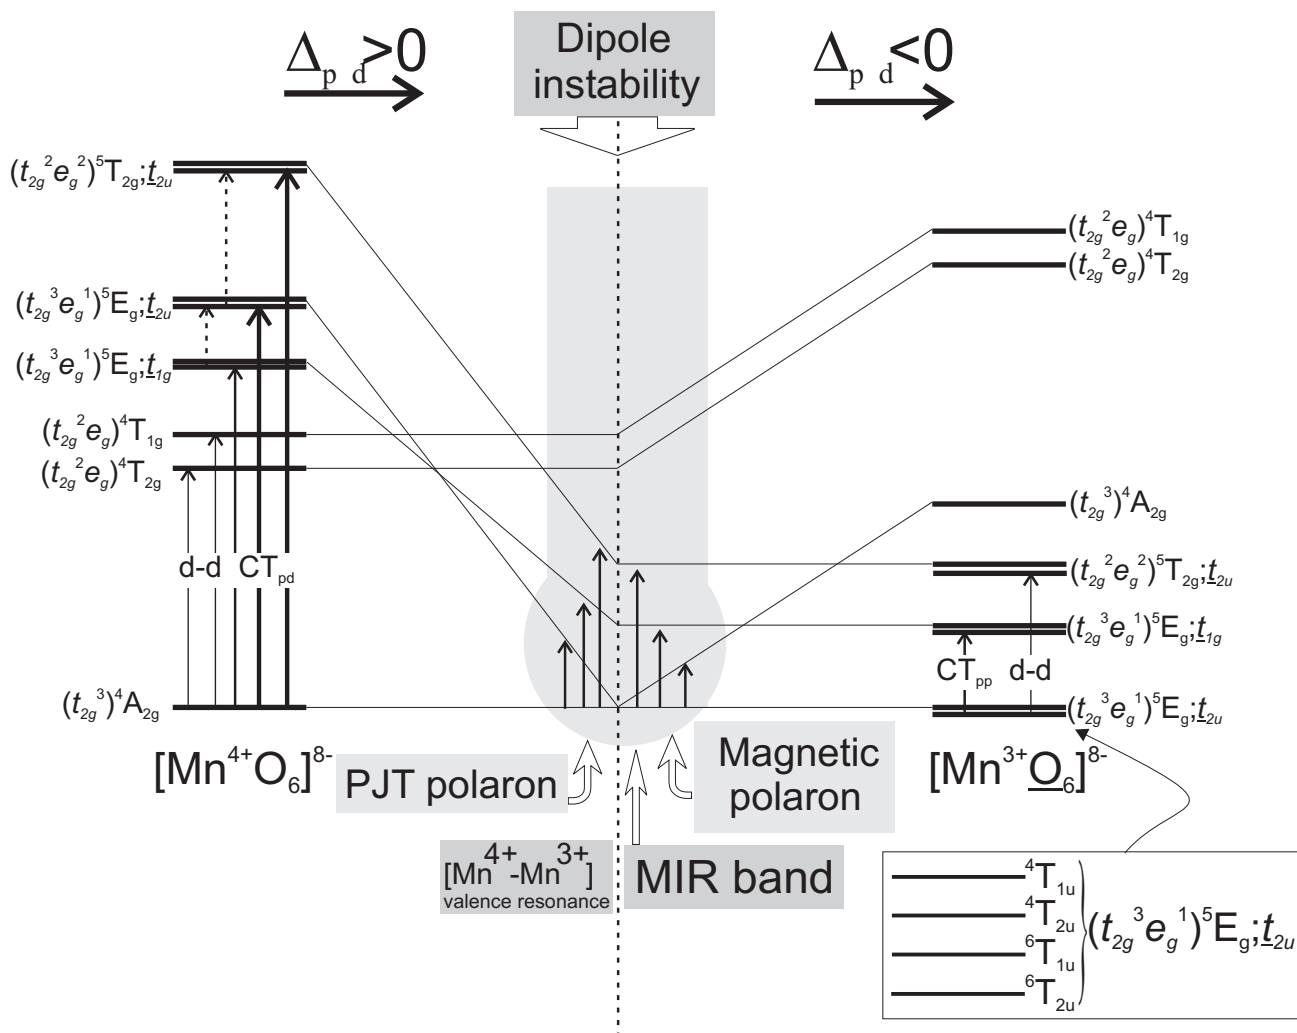 Δp d>0
Dipole
instability
Δp d<0
(t2g²eg²)⁵T2g;t2u
(t2g³eg¹)⁵Eg;t2u
(t2g³eg¹)⁵Eg;t1g
(t2g²eg)⁴T1g
(t2g²eg)⁴T2g
d-d
CTpd
(t2g³)⁴A2g
[Mn⁴⁺O₆]⁸⁻
(t2g²eg)⁴T1g
(t2g²eg)⁴T2g
(t2g³)⁴A2g
(t2g²eg²)⁵T2g;t2u
(t2g³eg¹)⁵Eg;t1g
CTpp
d-d
(t2g³eg¹)⁵Eg;t2u
[Mn³⁺O₆]⁸⁻
PJT polaron
Magnetic
polaron
[Mn⁴⁺-Mn³⁺]
valence resonance
MIR band
⁴T1u
⁴T2u
⁶T1u
⁶T2u
(t2g³eg¹)⁵Eg;t2u